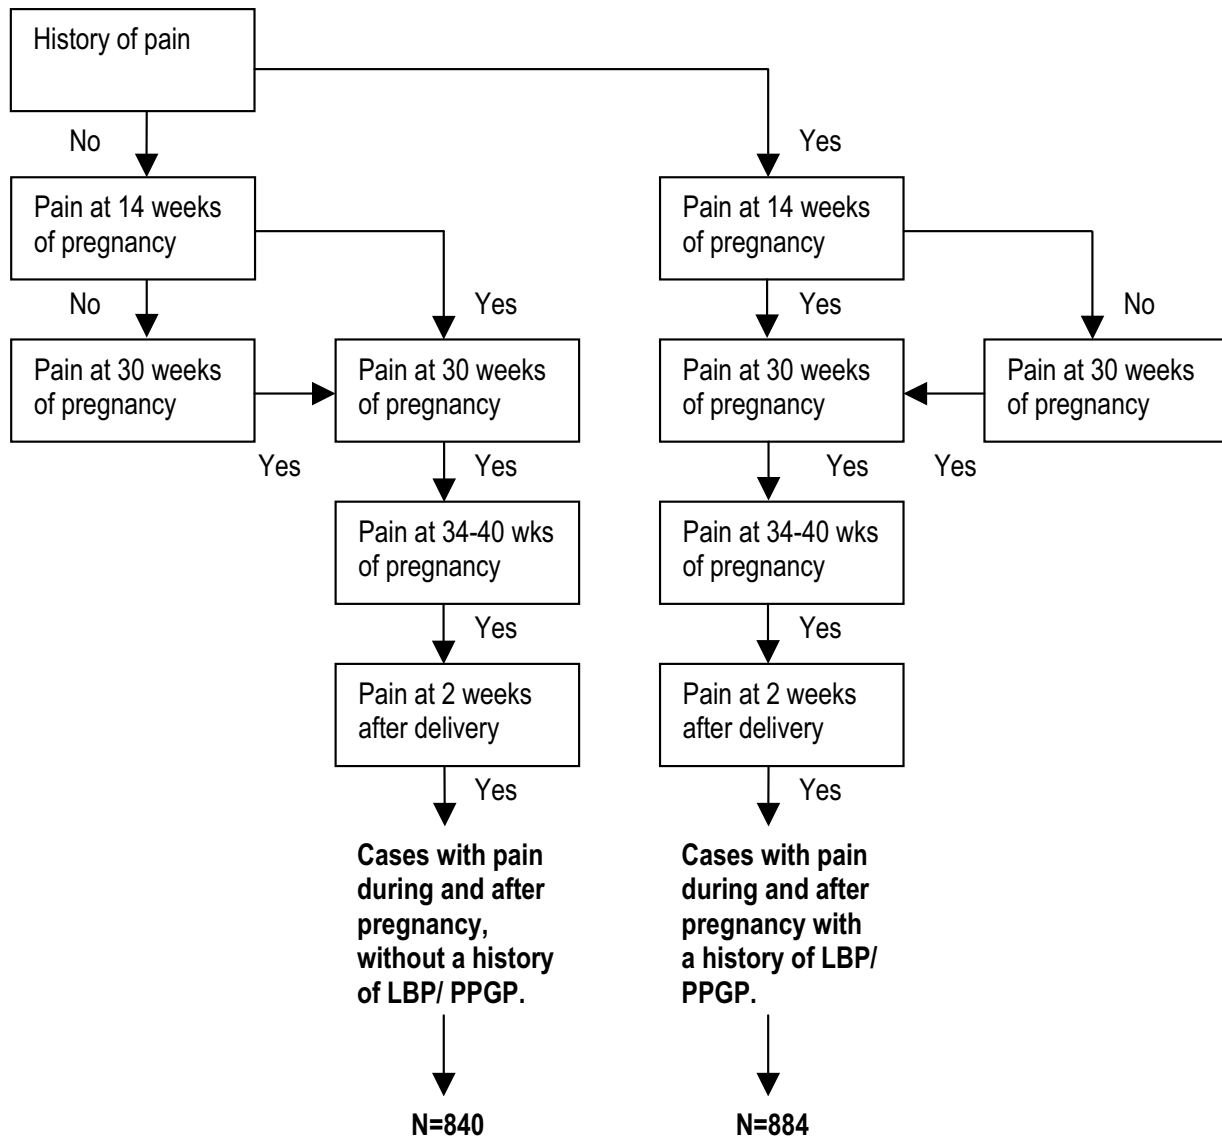 History of pain
No
Yes
Pain at 14 weeks
of pregnancy
Pain at 14 weeks
of pregnancy
No
Yes
Yes
No
Pain at 30 weeks
of pregnancy
Pain at 30 weeks
of pregnancy
Pain at 30 weeks
of pregnancy
Pain at 30 weeks
of pregnancy
Yes
Yes
Yes
Yes
Pain at 34-40 wks
of pregnancy
Pain at 34-40 wks
of pregnancy
Yes
Yes
Pain at 2 weeks
after delivery
Pain at 2 weeks
after delivery
Yes
Yes
Cases with pain
during and after
pregnancy,
without a history
of LBP/ PPGP.
Cases with pain
during and after
pregnancy with
a history of LBP/
PPGP.
N=840
N=884